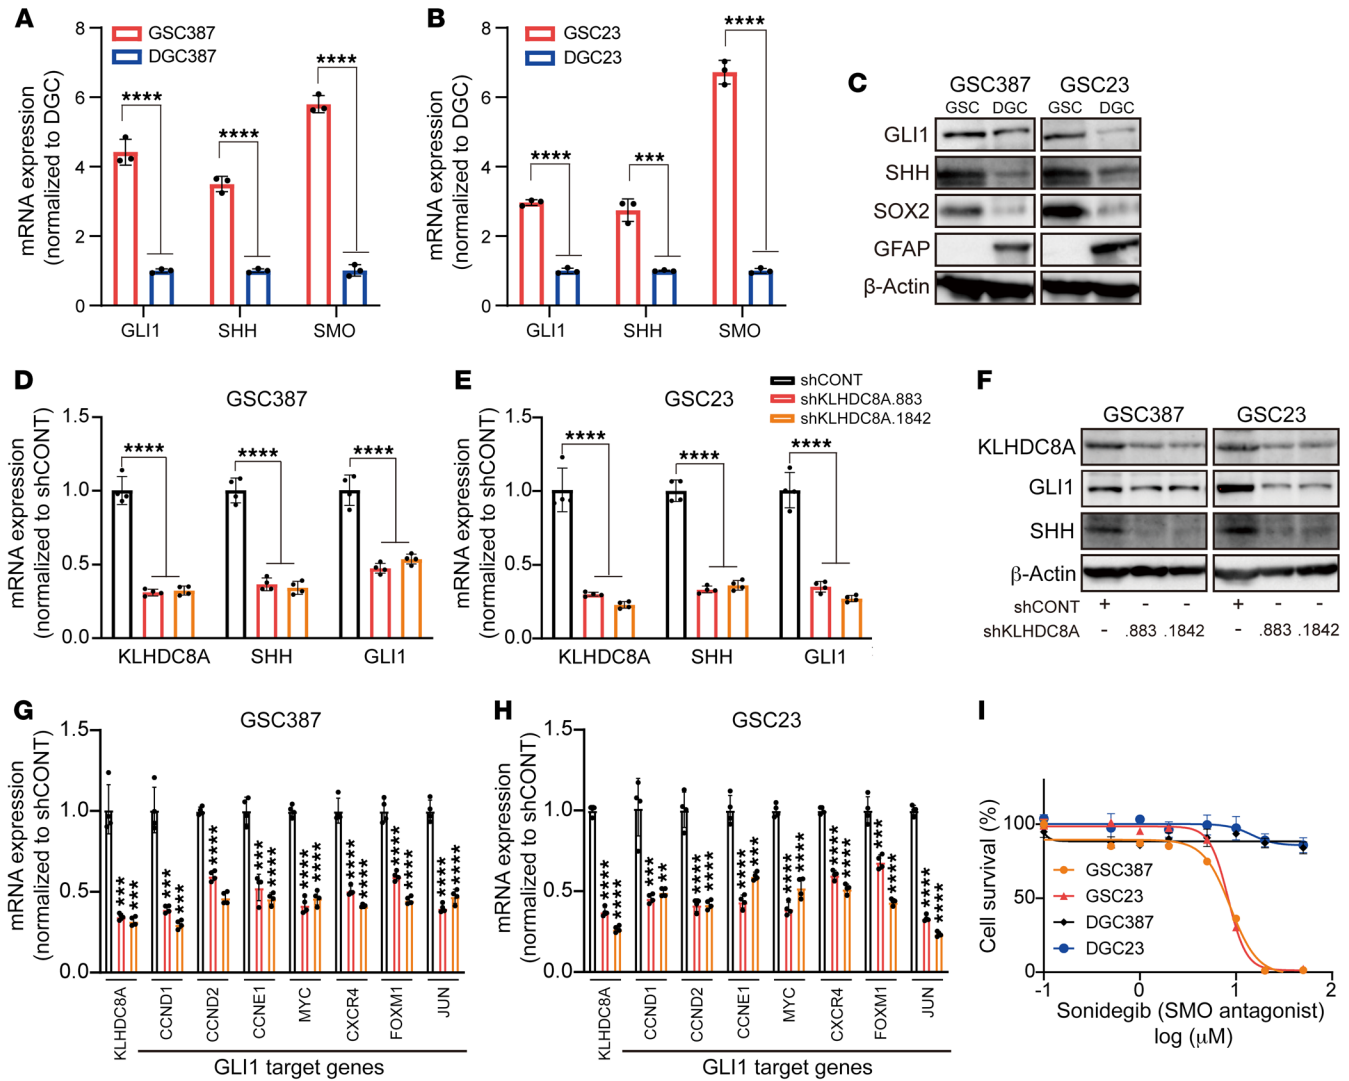 A
mRNA expression
(normalized to DGC)
8
6
4
2
0
GSC387
DGC387
****
****
****
GLI1 SHH SMO
B
mRNA expression
(normalized to DGC)
8
6
4
2
0
GSC23
DGC23
****
***
****
GLI1 SHH SMO
C
GSC387 GSC23
GSC DGC GSC DGC
GLI1
SHH
SOX2
GFAP
β-Actin
D
GSC387
mRNA expression
(normalized to shCONT)
1.5
1.0
0.5
0.0
****
****
****
KLHDC8A SHH GLI1
E
GSC23
mRNA expression
(normalized to shCONT)
1.5
1.0
0.5
0.0
shCONT
shKLHDC8A.883
shKLHDC8A.1842
****
****
****
KLHDC8A SHH GLI1
F
GSC387 GSC23
KLHDC8A
GLI1
SHH
β-Actin
shCONT + - - + - -
shKLHDC8A - .883 .1842 - .883 .1842
G
GSC387
mRNA expression
(normalized to shCONT)
1.5
1.0
0.5
0.0
KLHDC8A
CCND1
CCND2
CCNE1
MYC
CXCR4
FOXM1
JUN
GLI1 target genes
H
GSC23
mRNA expression
(normalized to shCONT)
1.5
1.0
0.5
0.0
KLHDC8A
CCND1
CCND2
CCNE1
MYC
CXCR4
FOXM1
JUN
GLI1 target genes
I
Cell survival (%)
100
50
0
GSC387
GSC23
DGC387
DGC23
-1 0 1 2
Sonidegib (SMO antagonist)
log (μM)